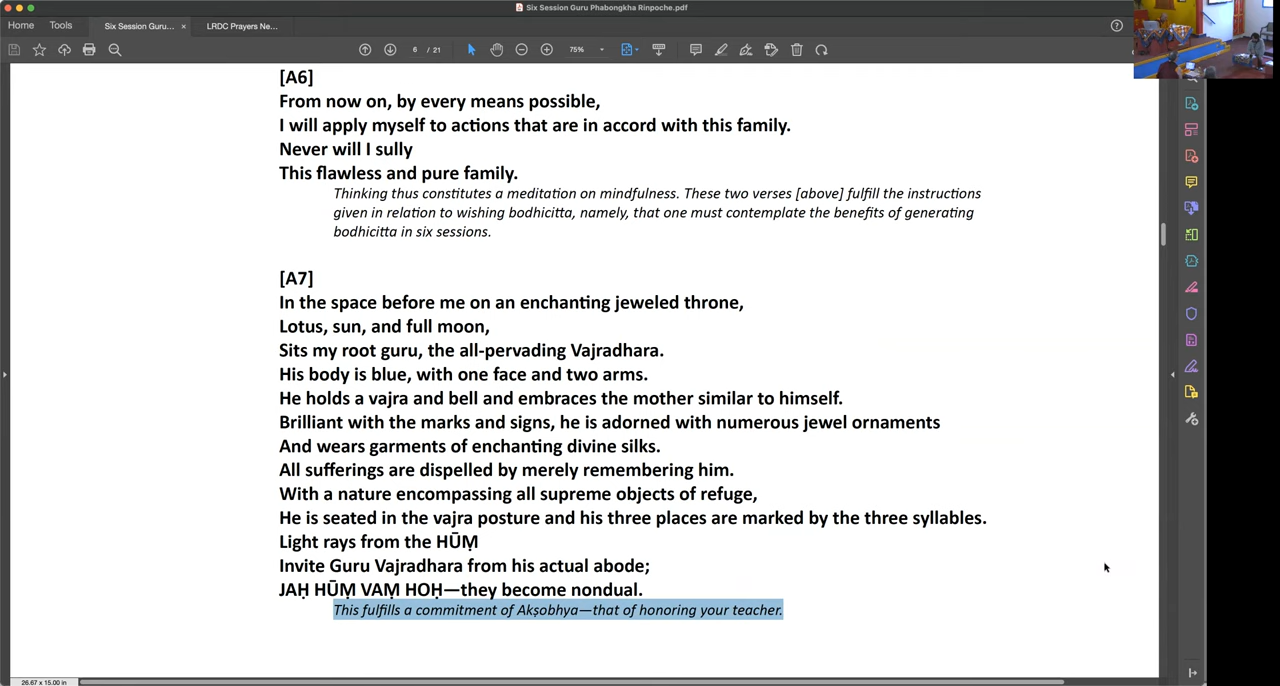 Six Session Guru Phabongkha Rinpoche.pdf
Home
Tools
Six Session Guru...
×
LRDC Prayers Ne...
?
6 / 21
75%
[A6]
From now on, by every means possible,
I will apply myself to actions that are in accord with this family.
Never will I sully
This flawless and pure family.
Thinking thus constitutes a meditation on mindfulness. These two verses [above] fulfill the instructions
given in relation to wishing bodhicitta, namely, that one must contemplate the benefits of generating
bodhicitta in six sessions.
[A7]
In the space before me on an enchanting jeweled throne,
Lotus, sun, and full moon,
Sits my root guru, the all-pervading Vajradhara.
His body is blue, with one face and two arms.
He holds a vajra and bell and embraces the mother similar to himself.
Brilliant with the marks and signs, he is adorned with numerous jewel ornaments
And wears garments of enchanting divine silks.
All sufferings are dispelled by merely remembering him.
With a nature encompassing all supreme objects of refuge,
He is seated in the vajra posture and his three places are marked by the three syllables.
Light rays from the HŪṂ
Invite Guru Vajradhara from his actual abode;
JAḤ HŪṂ VAṂ HOḤ—they become nondual.
This fulfills a commitment of Akṣobhya—that of honoring your teacher.
26.67 x 15.00 in